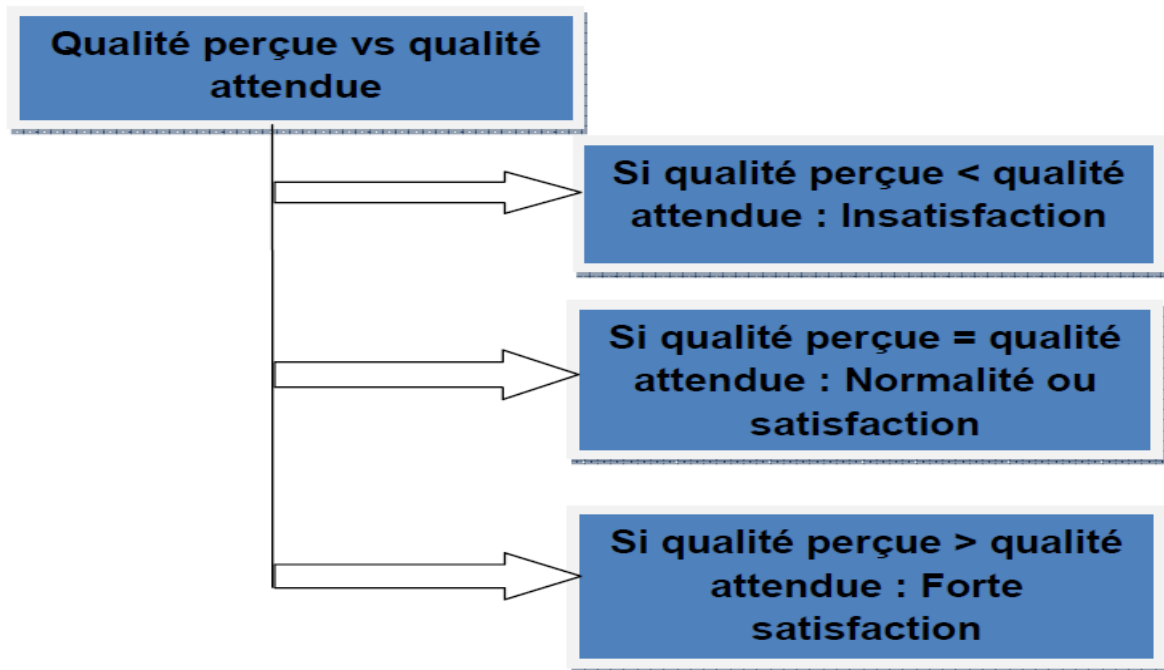 Qualité perçue vs qualité
attendue
Si qualité perçue < qualité
attendue : Insatisfaction
Si qualité perçue = qualité
attendue : Normalité ou
satisfaction
Si qualité perçue > qualité
attendue : Forte
satisfaction